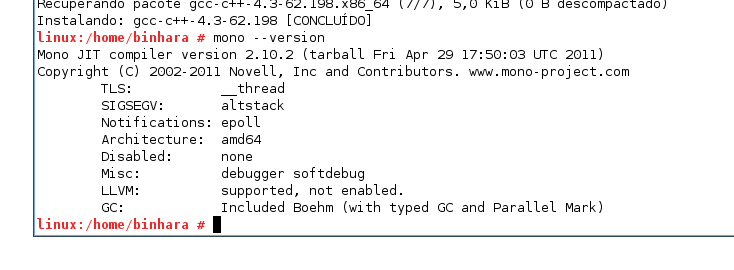 Recuperando pacote gcc-c++-4.3-62.198.x86_64 (7/7), 5,0 KiB (0 B descompactado)
Instalando: gcc-c++-4.3-62.198 [CONCLUÍDO]
linux:/home/binhara # mono --version
Mono JIT compiler version 2.10.2 (tarball Fri Apr 29 17:50:03 UTC 2011)
Copyright (C) 2002-2011 Novell, Inc and Contributors. www.mono-project.com
        TLS:           __thread
        SIGSEGV:       altstack
        Notifications: epoll
        Architecture:  amd64
        Disabled:      none
        Misc:          debugger softdebug
        LLVM:          supported, not enabled.
        GC:            Included Boehm (with typed GC and Parallel Mark)
linux:/home/binhara #